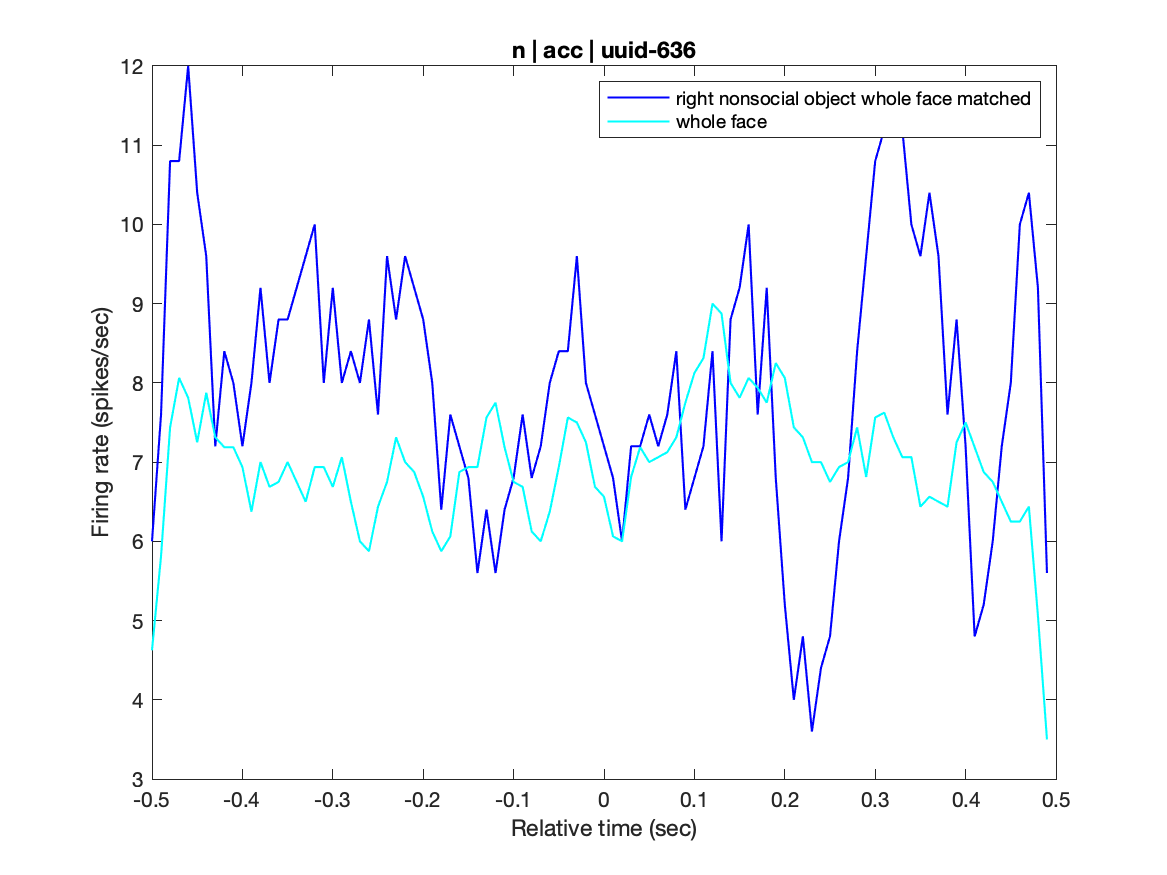 n | acc | uuid-636
right nonsocial object whole face matched
whole face
12
11
10
9
8
7
6
5
4
3
Firing rate (spikes/sec)
-0.5 -0.4 -0.3 -0.2 -0.1 0 0.1 0.2 0.3 0.4 0.5
Relative time (sec)